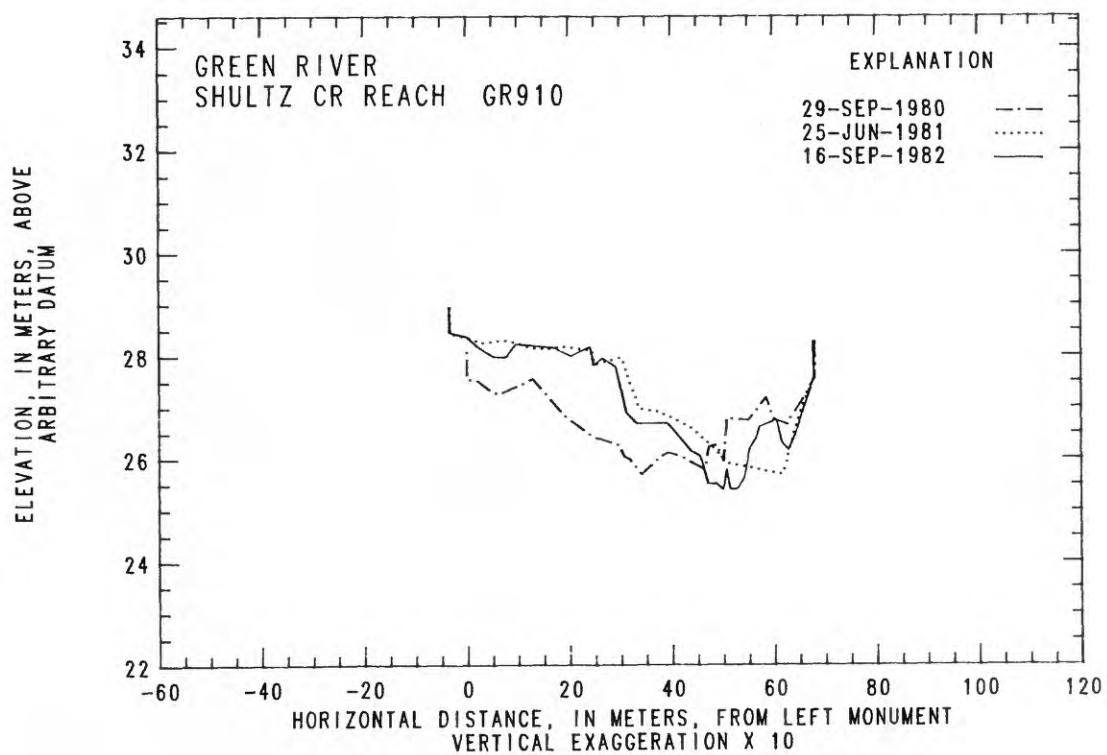 GREEN RIVER
SHULTZ CR REACH GR910
EXPLANATION
29-SEP-1980
25-JUN-1981
16-SEP-1982
ELEVATION, IN METERS, ABOVE
ARBITRARY DATUM
34
32
30
28
26
24
22
-60 -40 -20 0 20 40 60 80 100 120
HORIZONTAL DISTANCE, IN METERS, FROM LEFT MONUMENT
VERTICAL EXAGGERATION X 10